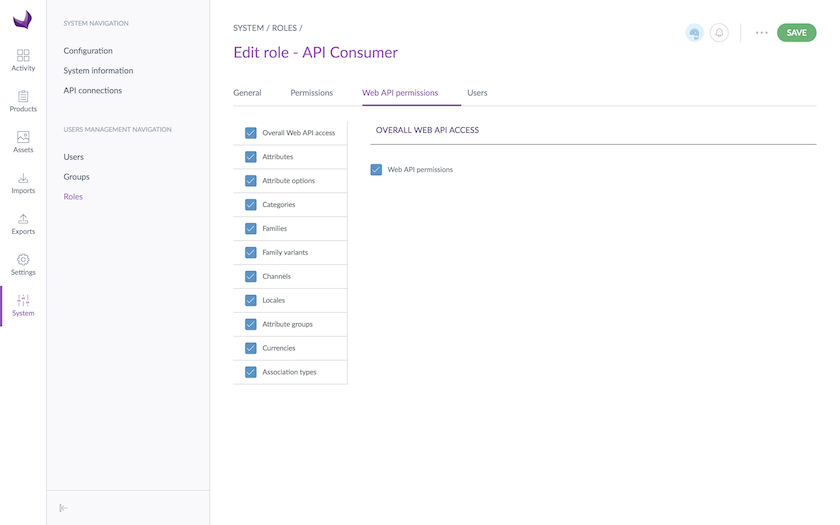 Activity
Products
Assets
Imports
Exports
Settings
System
SYSTEM NAVIGATION
Configuration
System information
API connections
USERS MANAGEMENT NAVIGATION
Users
Groups
Roles
SYSTEM / ROLES /
SAVE
Edit role - API Consumer
General Permissions Web API permissions Users
Overall Web API access
Attributes
Attribute options
Categories
Families
Family variants
Channels
Locales
Attribute groups
Currencies
Association types
OVERALL WEB API ACCESS
Web API permissions